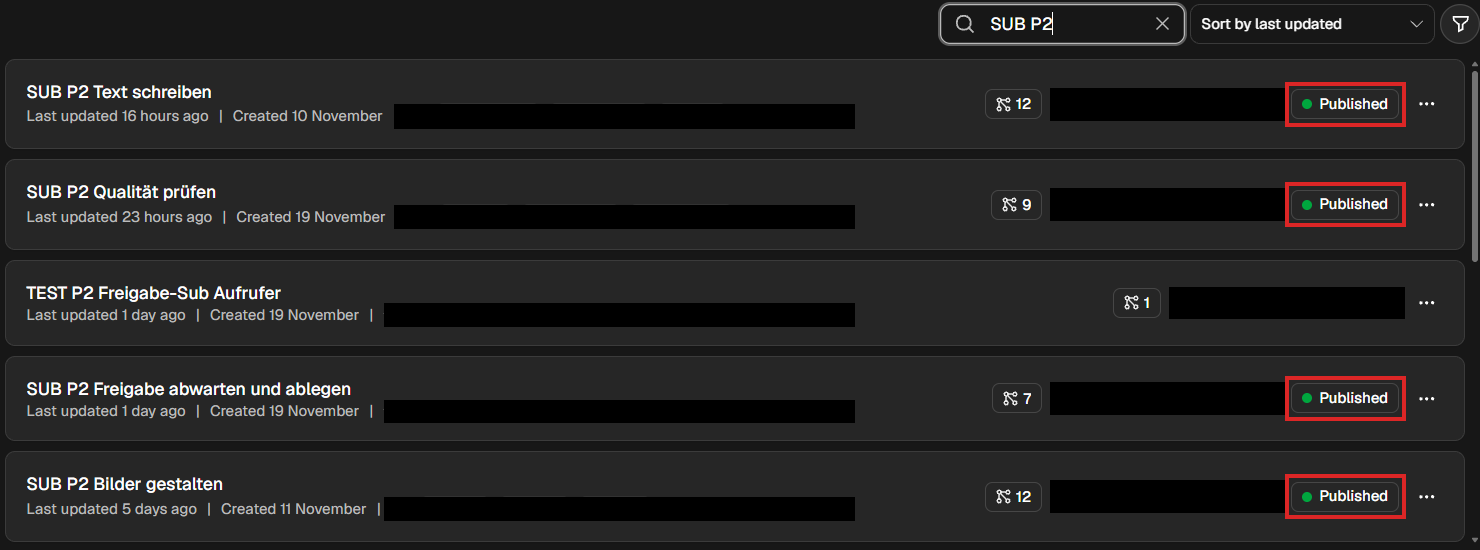 SUB P2
Sort by last updated
SUB P2 Text schreiben
Last updated 16 hours ago | Created 10 November
12
Published
SUB P2 Qualität prüfen
Last updated 23 hours ago | Created 19 November
9
Published
TEST P2 Freigabe-Sub Aufrufer
Last updated 1 day ago | Created 19 November |
1
SUB P2 Freigabe abwarten und ablegen
Last updated 1 day ago | Created 19 November |
7
Published
SUB P2 Bilder gestalten
Last updated 5 days ago | Created 11 November |
12
Published